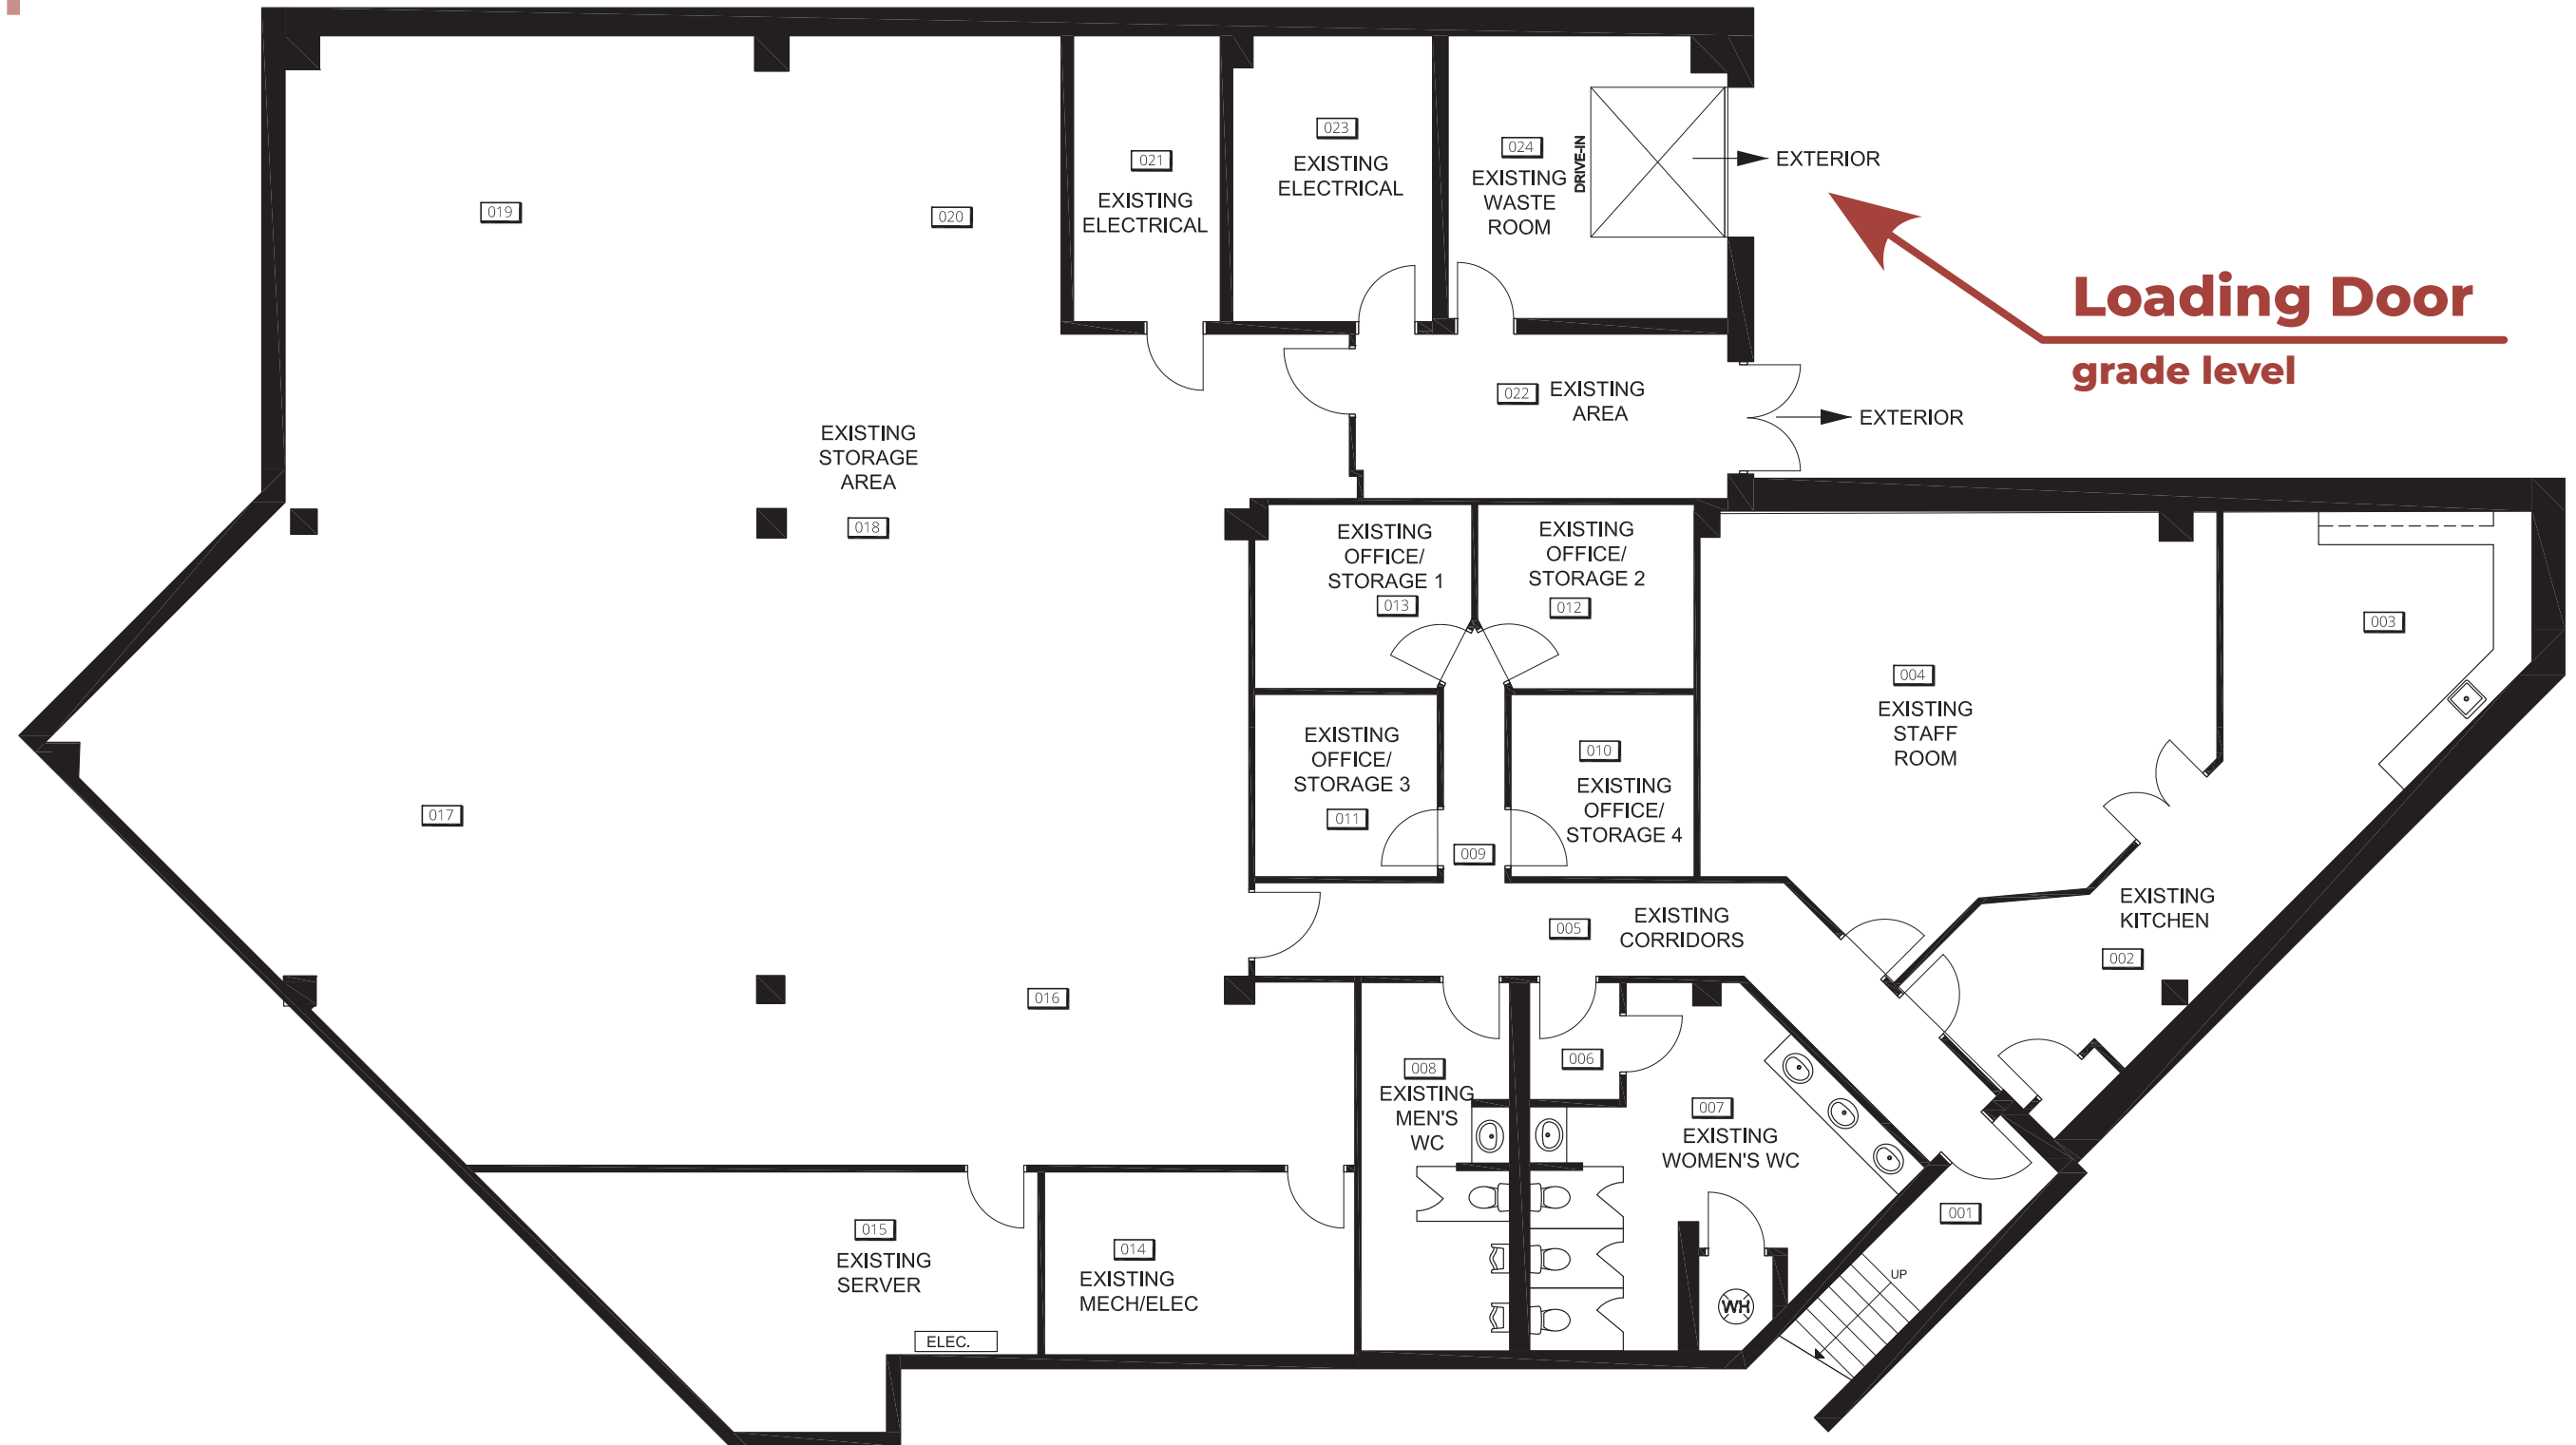 021
EXISTING
ELECTRICAL
023
EXISTING
ELECTRICAL
024
EXISTING
WASTE
ROOM
DRIVE-IN
EXTERIOR
Loading Door
grade level
019
020
022
EXISTING
AREA
EXTERIOR
EXISTING
STORAGE
AREA
018
EXISTING
OFFICE/
STORAGE 1
013
EXISTING
OFFICE/
STORAGE 2
012
003
004
EXISTING
STAFF
ROOM
EXISTING
OFFICE/
STORAGE 3
011
010
EXISTING
OFFICE/
STORAGE 4
017
009
005
EXISTING
CORRIDORS
EXISTING
KITCHEN
002
016
006
008
EXISTING
MEN'S
WC
007
EXISTING
WOMEN'S WC
001
UP
015
EXISTING
SERVER
014
EXISTING
MECH/ELEC
WH
ELEC.